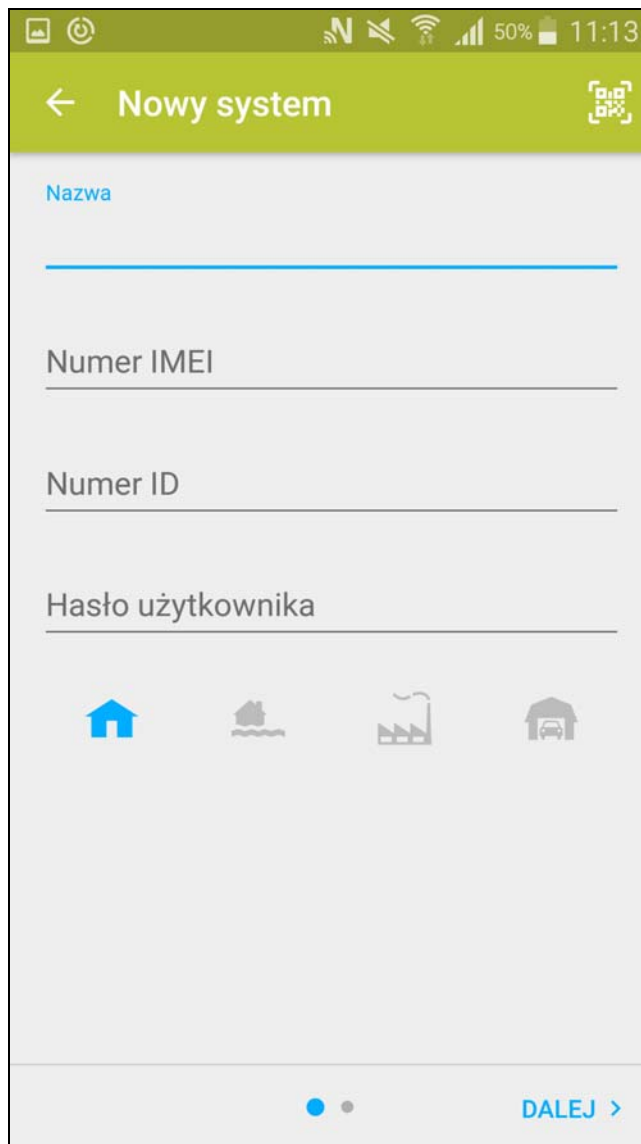 50% 11:13
Nowy system
Nazwa
Numer IMEI
Numer ID
Hasło użytkownika
DALEJ >